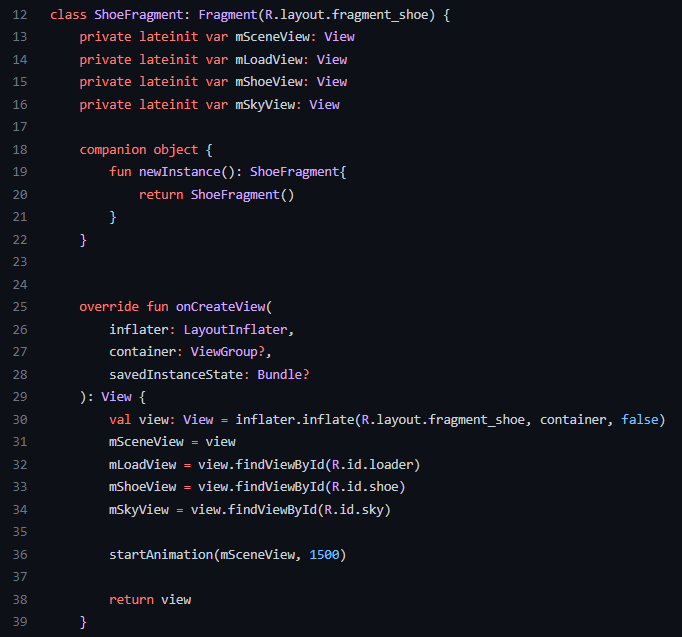 12 class ShoeFragment: Fragment(R.layout.fragment_shoe) {
13     private lateinit var mSceneView: View
14     private lateinit var mLoadView: View
15     private lateinit var mShoeView: View
16     private lateinit var mSkyView: View
17
18     companion object {
19         fun newInstance(): ShoeFragment{
20             return ShoeFragment()
21         }
22     }
23
24
25     override fun onCreateView(
26         inflater: LayoutInflater,
27         container: ViewGroup?,
28         savedInstanceState: Bundle?
29     ): View {
30         val view: View = inflater.inflate(R.layout.fragment_shoe, container, false)
31         mSceneView = view
32         mLoadView = view.findViewById(R.id.loader)
33         mShoeView = view.findViewById(R.id.shoe)
34         mSkyView = view.findViewById(R.id.sky)
35
36         startAnimation(mSceneView, 1500)
37
38         return view
39     }